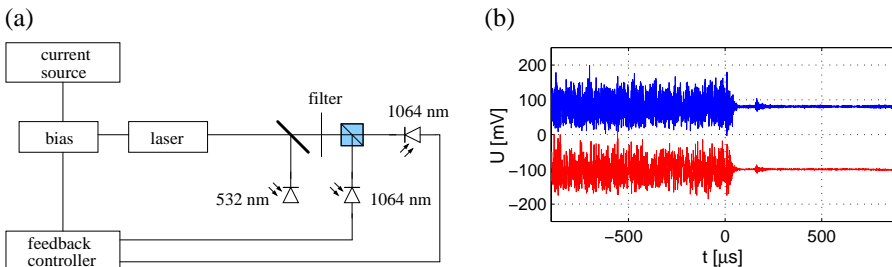 (a)
current
source
bias
laser
filter
1064 nm
532 nm
1064 nm
feedback
controller
(b)
200
100
0
−100
−200
U [mV]
−500
0
500
t [μs]